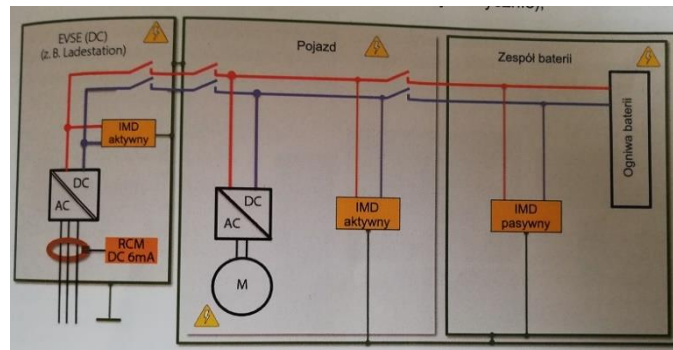 EVSE (DC)
(z. B. Ladestation)
IMD
aktywny
DC
AC
RCM
DC 6mA
Pojazd
DC
AC
M
IMD
aktywny
Zespół baterii
IMD
pasywny
Ogniwa baterii